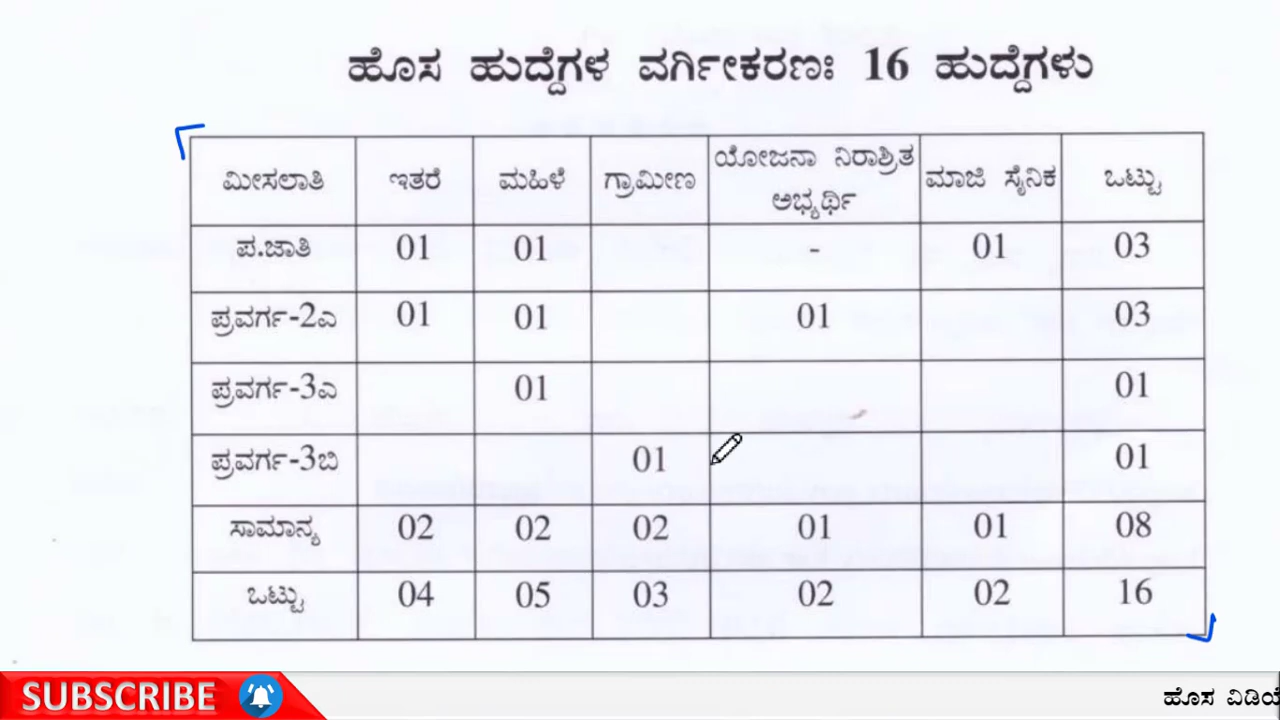 ಹೊಸ ಹುದ್ದೆಗಳ ವರ್ಗೀಕರಣಃ 16 ಹುದ್ದೆಗಳು
ಮೀಸಲಾತಿ ಇತರೆ ಮಹಿಳೆ ಗ್ರಾಮೀಣ ಯೋಜನಾ ನಿರಾಶ್ರಿತ ಅಭ್ಯರ್ಥಿ ಮಾಜಿ ಸೈನಿಕ ಒಟ್ಟು
ಪ.ಜಾತಿ 01 01 - 01 03
ಪ್ರವರ್ಗ-2ಎ 01 01 01 03
ಪ್ರವರ್ಗ-3ಎ 01 01
ಪ್ರವರ್ಗ-3ಬಿ 01 01
ಸಾಮಾನ್ಯ 02 02 02 01 01 08
ಒಟ್ಟು 04 05 03 02 02 16
SUBSCRIBE
ಹೊಸ